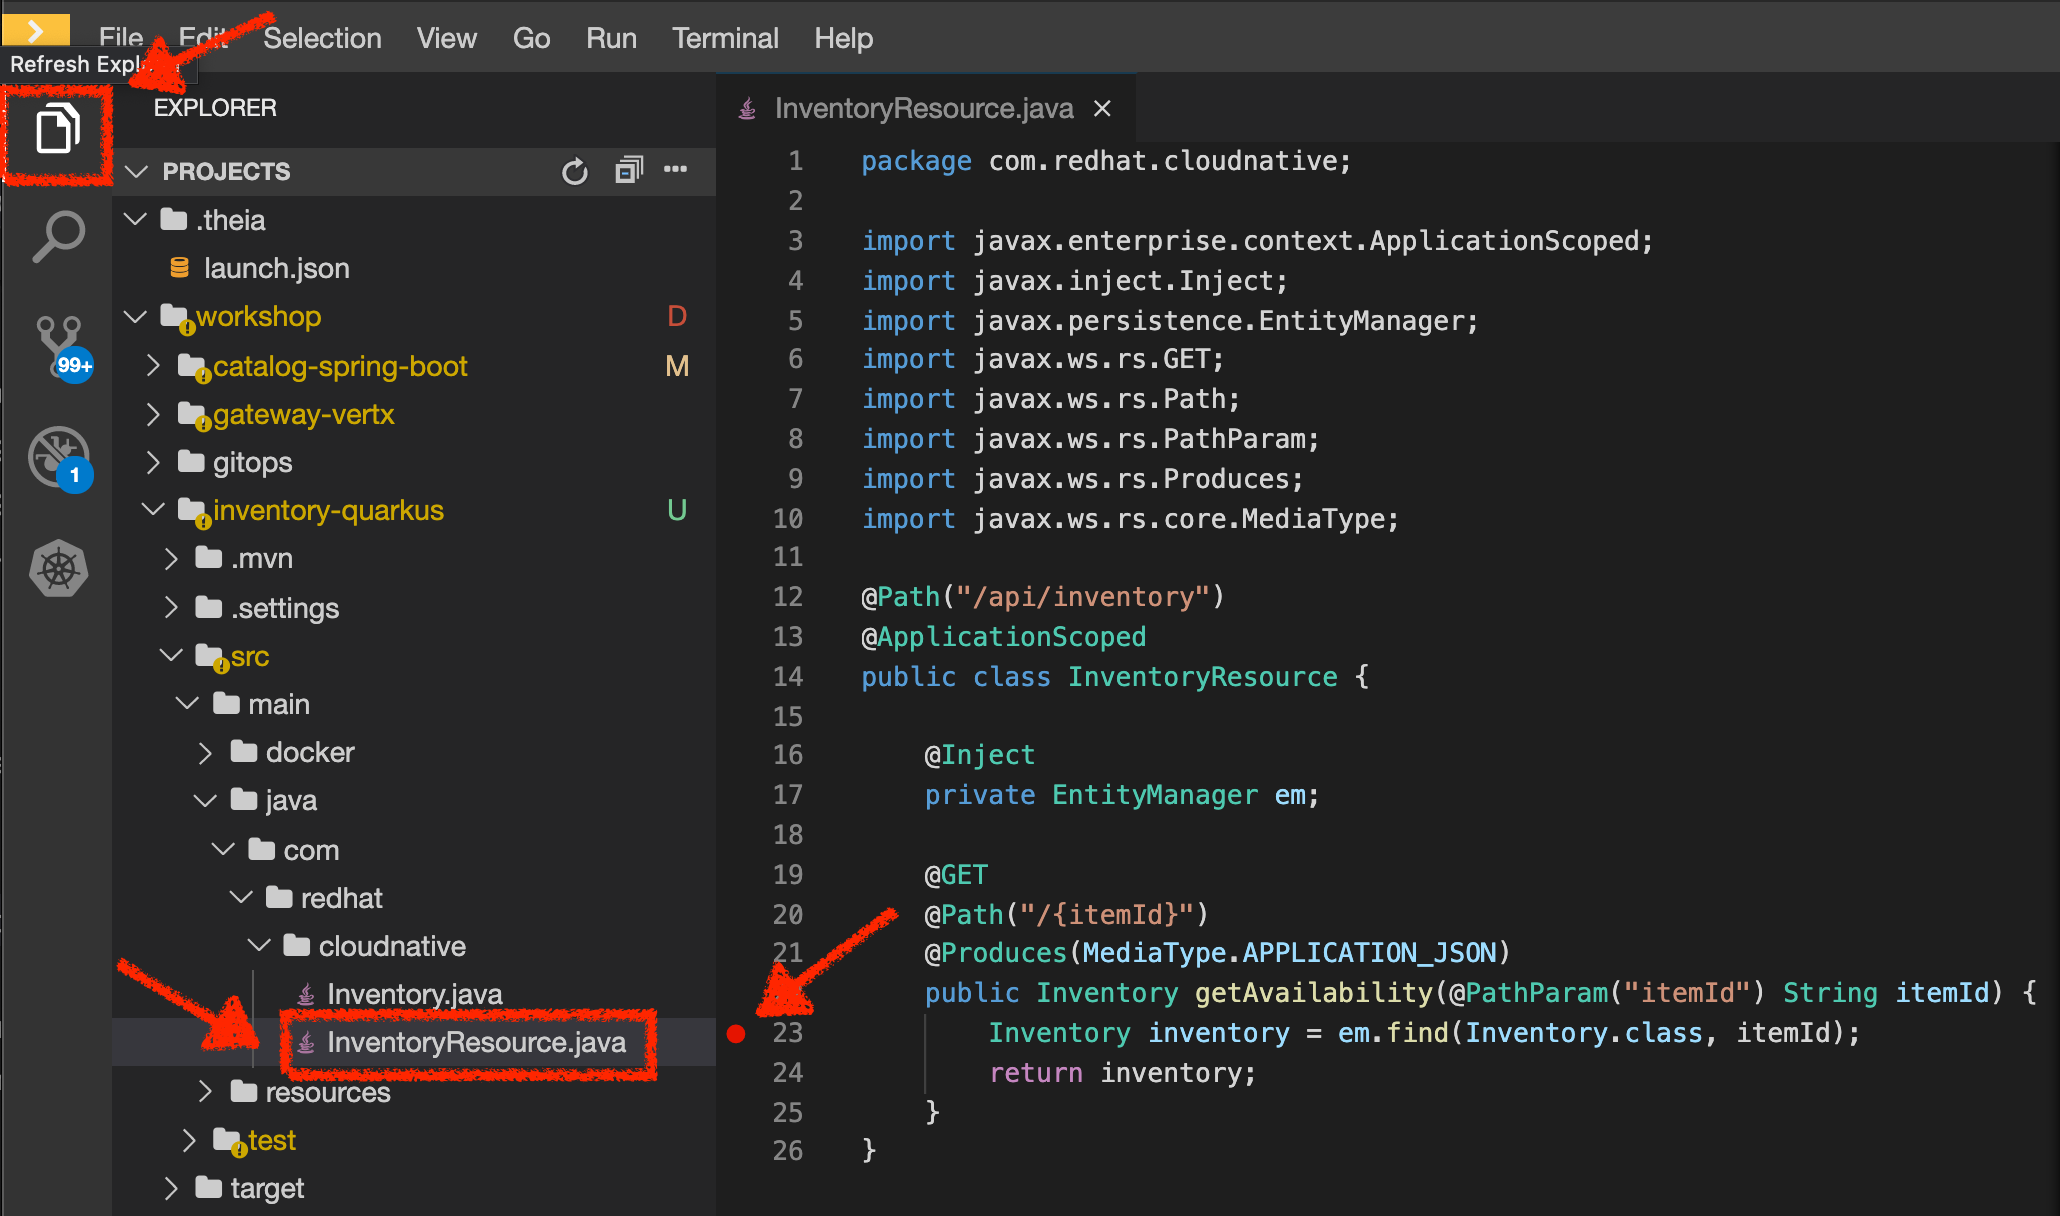 File Edit Selection View Go Run Terminal Help
Refresh Expl
EXPLORER
PROJECTS
.theia
launch.json
workshop D
catalog-spring-boot M
gateway-vertx
gitops
inventory-quarkus U
.mvn
.settings
src
main
docker
java
com
redhat
cloudnative
Inventory.java
InventoryResource.java
resources
test
target
99+
1
InventoryResource.java
1 package com.redhat.cloudnative;
2
3 import javax.enterprise.context.ApplicationScoped;
4 import javax.inject.Inject;
5 import javax.persistence.EntityManager;
6 import javax.ws.rs.GET;
7 import javax.ws.rs.Path;
8 import javax.ws.rs.PathParam;
9 import javax.ws.rs.Produces;
10 import javax.ws.rs.core.MediaType;
11
12 @Path("/api/inventory")
13 @ApplicationScoped
14 public class InventoryResource {
15
16 @Inject
17 private EntityManager em;
18
19 @GET
20 @Path("/{itemId}")
21 @Produces(MediaType.APPLICATION_JSON)
public Inventory getAvailability(@PathParam("itemId") String itemId) {
23 Inventory inventory = em.find(Inventory.class, itemId);
24 return inventory;
25 }
26 }